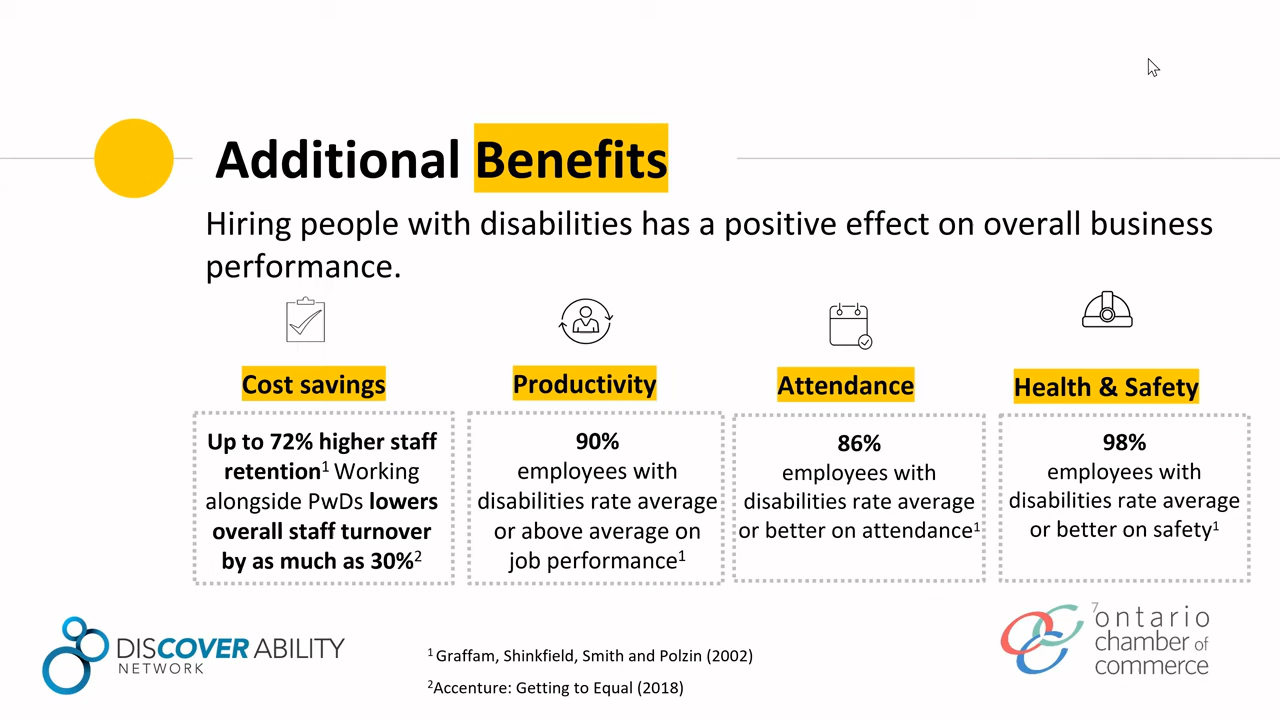 Additional Benefits
Hiring people with disabilities has a positive effect on overall business
performance.
Cost savings
Up to 72% higher staff
retention¹ Working
alongside PwDs lowers
overall staff turnover
by as much as 30%²
Productivity
90%
employees with
disabilities rate average
or above average on
job performance¹
Attendance
86%
employees with
disabilities rate average
or better on attendance¹
Health & Safety
98%
employees with
disabilities rate average
or better on safety¹
DISCOVER ABILITY
NETWORK
¹ Graffam, Shinkfield, Smith and Polzin (2002)
²Accenture: Getting to Equal (2018)
7
ontario
chamber of
commerce